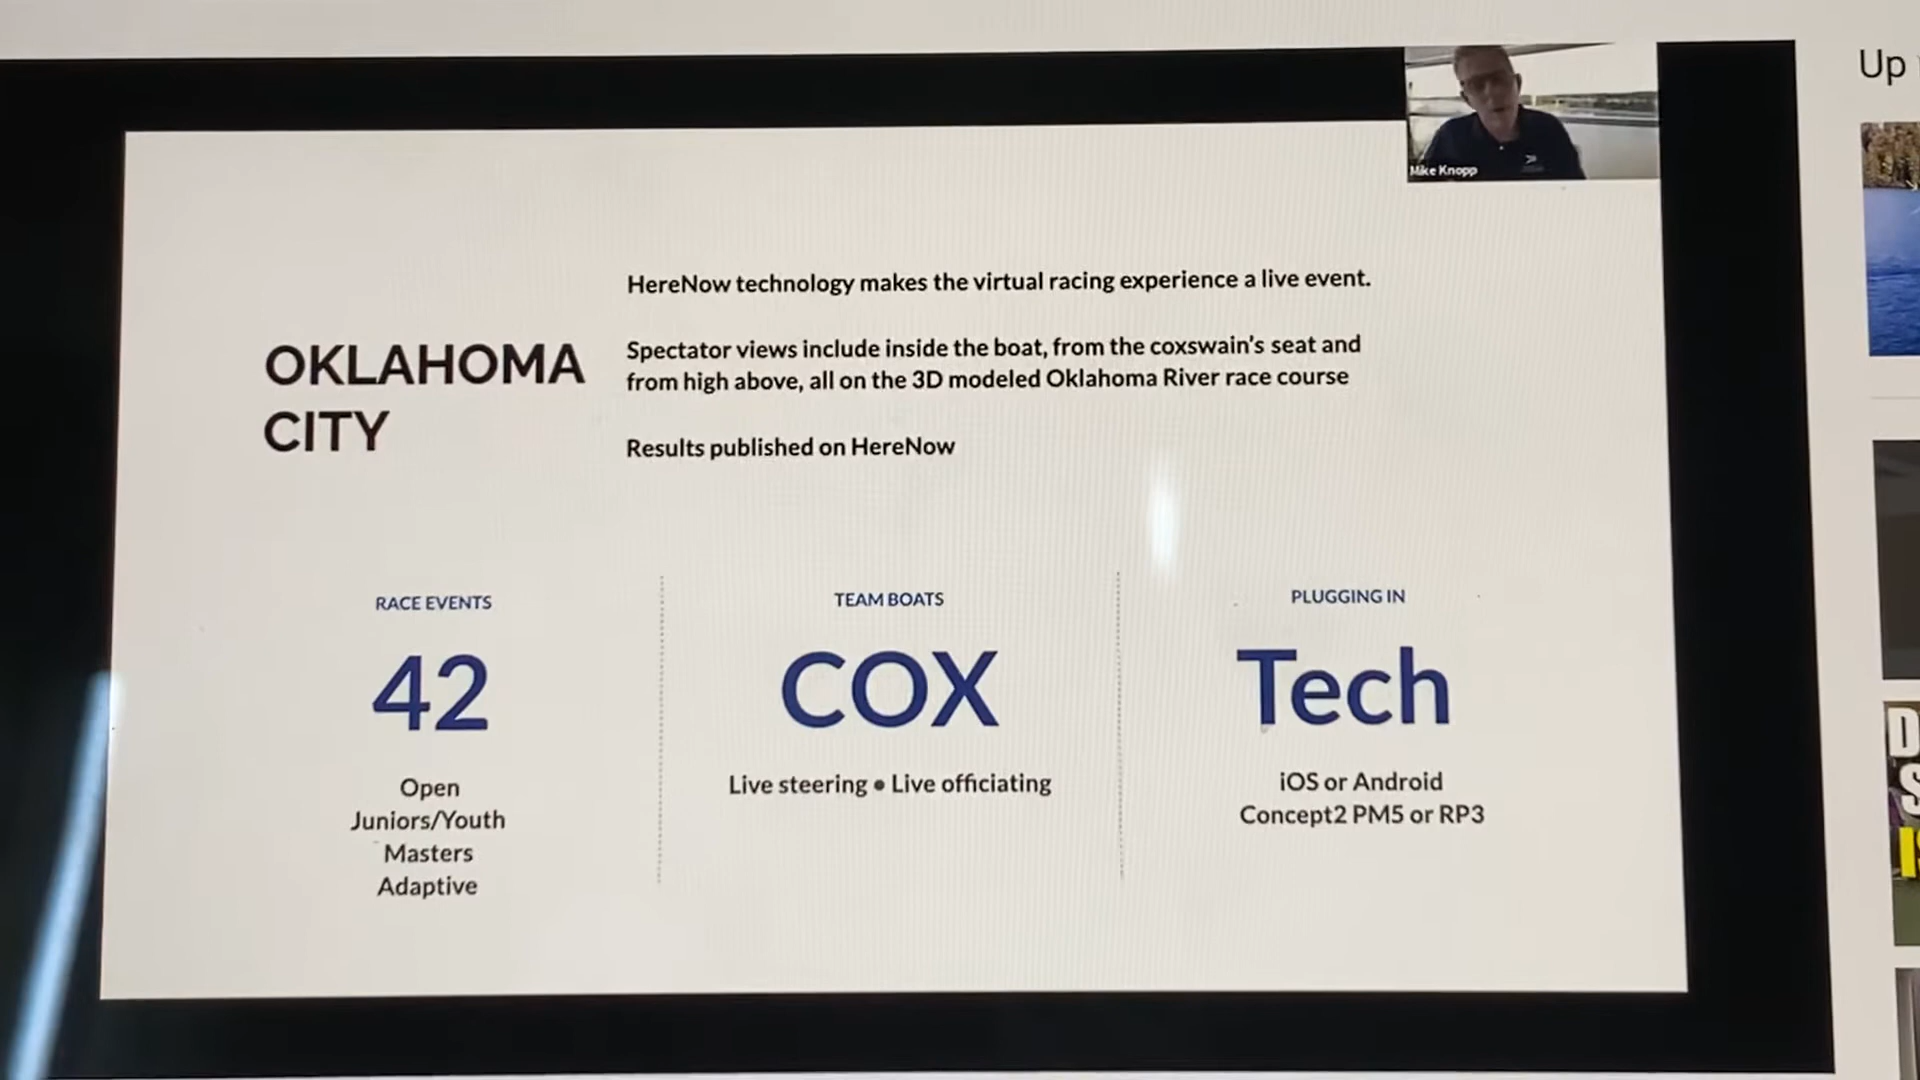 Up
Mike Knopp
HereNow technology makes the virtual racing experience a live event.
OKLAHOMA
CITY
Spectator views include inside the boat, from the coxswain's seat and
from high above, all on the 3D modeled Oklahoma River race course
Results published on HereNow
RACE EVENTS
42
Open
Juniors/Youth
Masters
Adaptive
TEAM BOATS
COX
Live steering • Live officiating
PLUGGING IN
Tech
iOS or Android
Concept2 PM5 or RP3
D
S